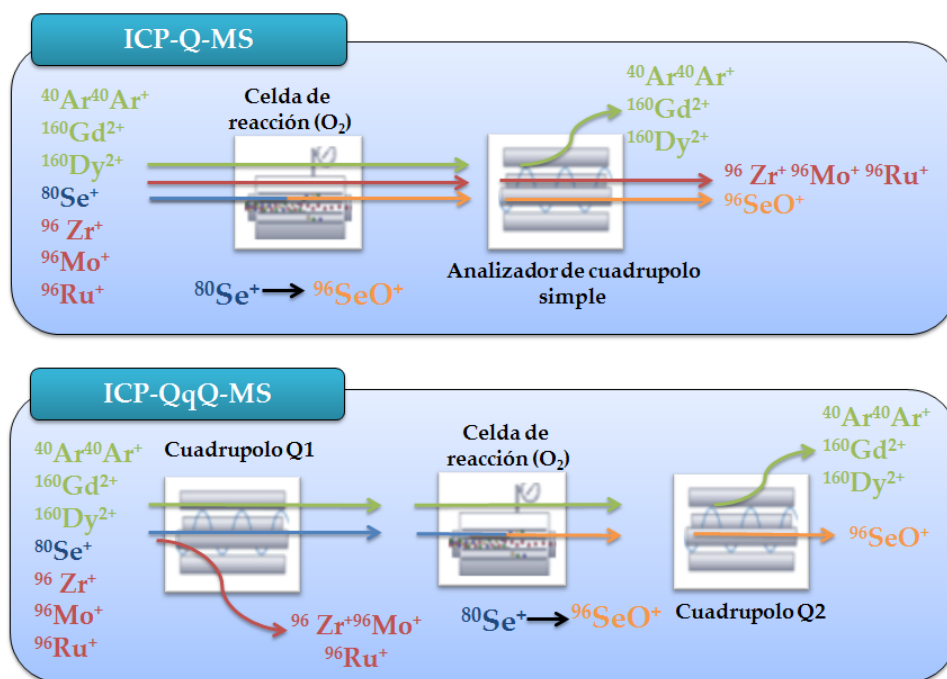 ICP-Q-MS
⁴⁰Ar⁴⁰Ar⁺
¹⁶⁰Gd²⁺
¹⁶⁰Dy²⁺
⁸⁰Se⁺
⁹⁶ Zr⁺
⁹⁶Mo⁺
⁹⁶Ru⁺
Celda de
reacción (O₂)
⁸⁰Se⁺ → ⁹⁶SeO⁺
⁴⁰Ar⁴⁰Ar⁺
¹⁶⁰Gd²⁺
¹⁶⁰Dy²⁺
⁹⁶ Zr⁺ ⁹⁶Mo⁺ ⁹⁶Ru⁺
⁹⁶SeO⁺
Analizador de cuadrupolo
simple
ICP-QqQ-MS
⁴⁰Ar⁴⁰Ar⁺
¹⁶⁰Gd²⁺
¹⁶⁰Dy²⁺
⁸⁰Se⁺
⁹⁶ Zr⁺
⁹⁶Mo⁺
⁹⁶Ru⁺
Cuadrupolo Q1
⁹⁶ Zr⁺⁹⁶Mo⁺
⁹⁶Ru⁺
Celda de
reacción (O₂)
⁸⁰Se⁺ → ⁹⁶SeO⁺
⁴⁰Ar⁴⁰Ar⁺
¹⁶⁰Gd²⁺
¹⁶⁰Dy²⁺
⁹⁶SeO⁺
Cuadrupolo Q2